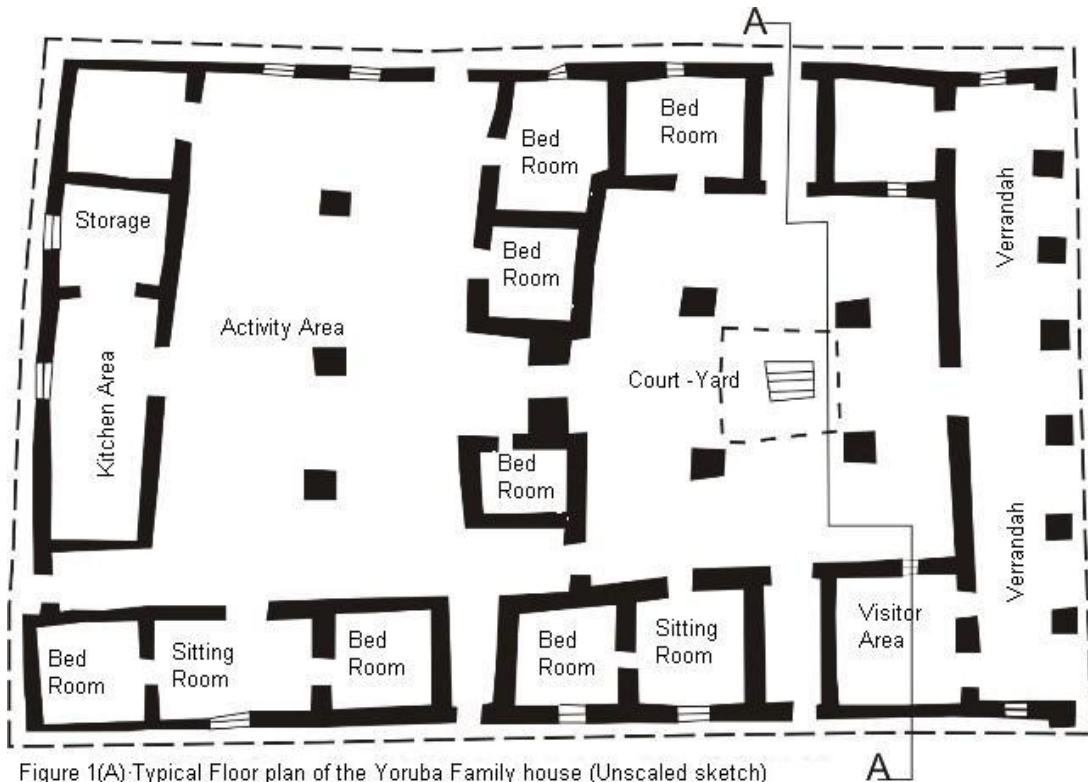 A
Bed
Room
Bed
Room
Storage
Verrandah
Bed
Room
Activity Area
Court -Yard
Kitchen Area
Bed
Room
Verrandah
Bed
Room
Sitting
Room
Bed
Room
Bed
Room
Sitting
Room
Visitor
Area
A
Figure 1(A)·Typical Floor plan of the Yoruba Family house (Unscaled sketch)